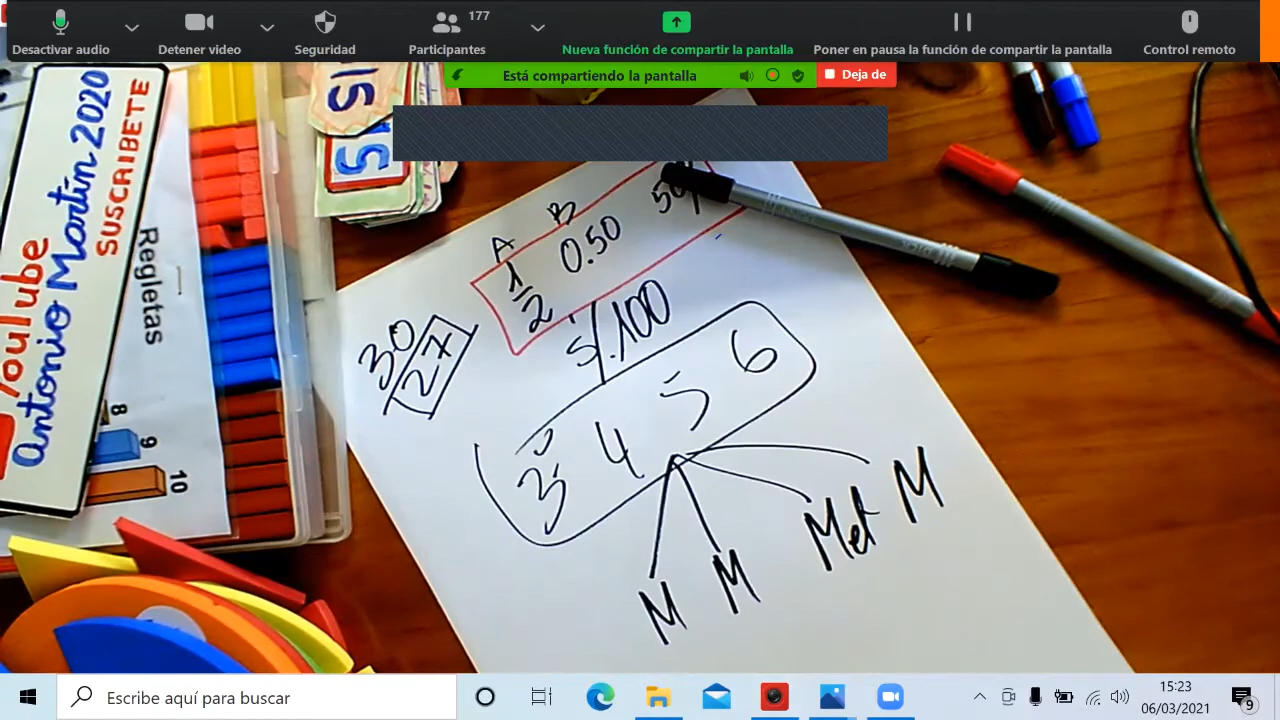 177
Desactivar audio
Detener video
Seguridad
Participantes
Nueva función de compartir la pantalla
Poner en pausa la función de compartir la pantalla
Control remoto
Está compartiendo la pantalla
Deja de
YouTube
Antonio Martín 2020
SUSCRIBETE
Regletas
8
9
10
15
5
A B
1/2 0.50
S/.100
30
27
3 4 5 6
M M Met M
Escribe aquí para buscar
15:23
06/03/2021
9